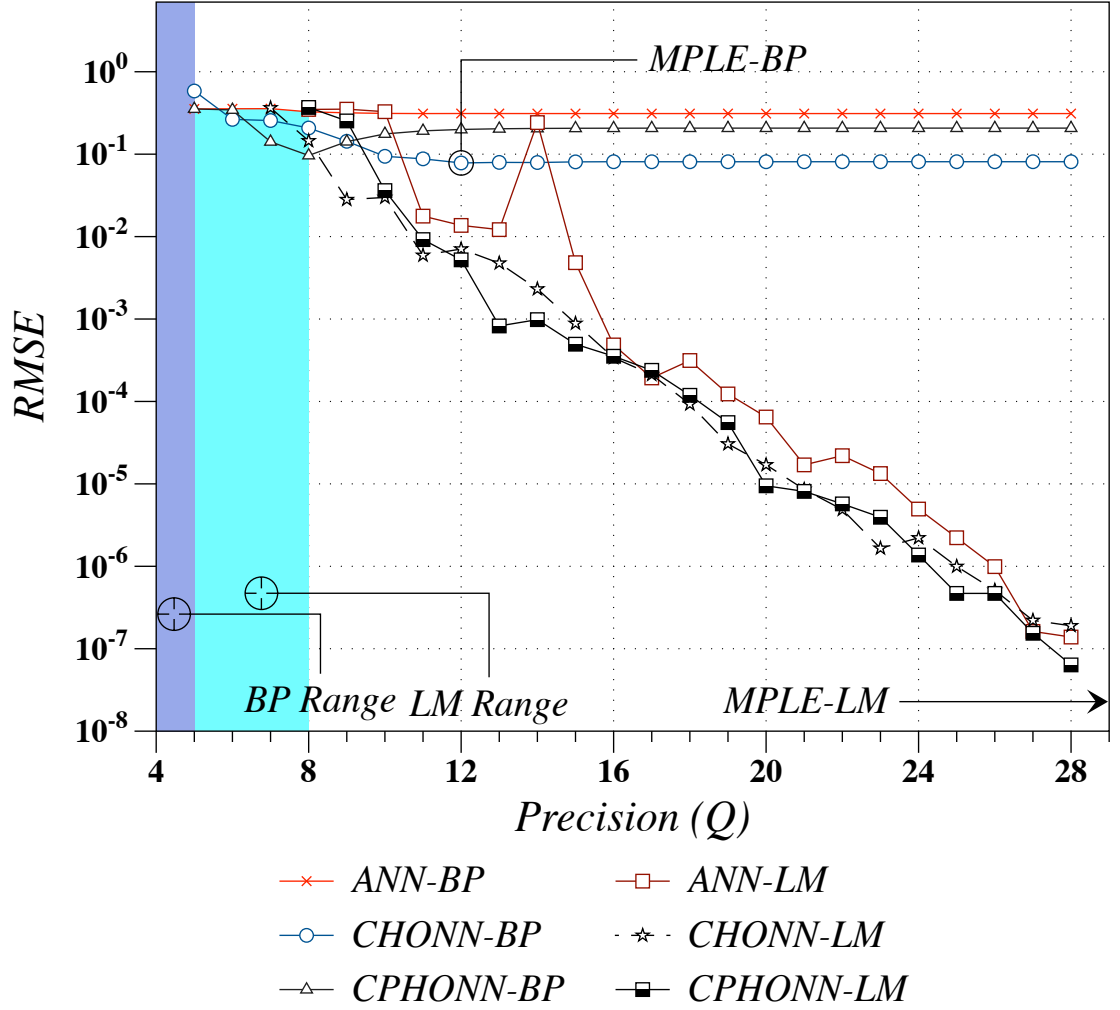 10^0
MPLE-BP
10^-1
10^-2
10^-3
RMSE
10^-4
10^-5
10^-6
10^-7
BP Range LM Range MPLE-LM
10^-8
4 8 12 16 20 24 28
Precision (Q)
ANN-BP ANN-LM
CHONN-BP CHONN-LM
CPHONN-BP CPHONN-LM